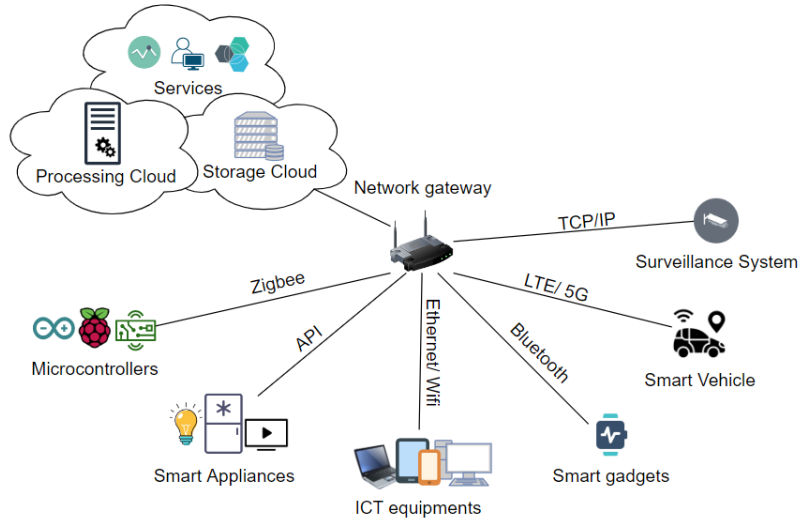 Services
Processing Cloud
Storage Cloud
Network gateway
TCP/IP
Surveillance System
Zigbee
LTE/ 5G
API
Ethernet/ Wifi
Bluetooth
Microcontrollers
Smart Vehicle
Smart Appliances
Smart gadgets
ICT equipments